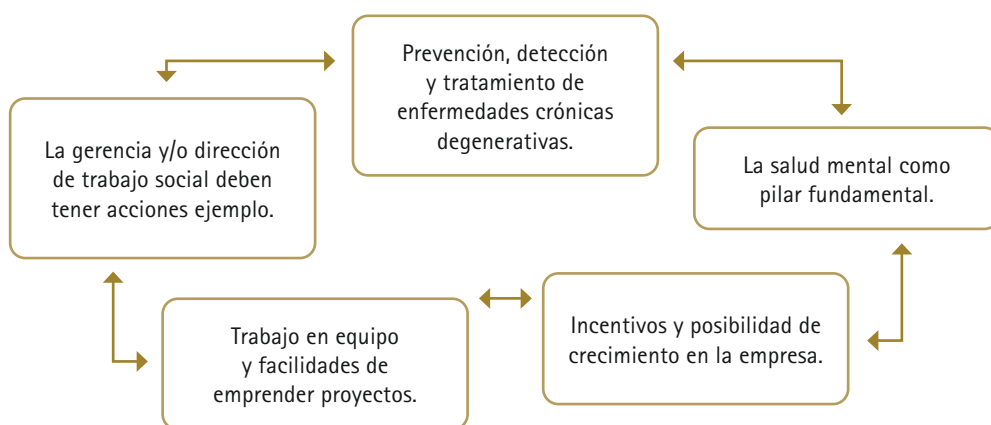 Prevención, detección
y tratamiento de
enfermedades crónicas
degenerativas.
La gerencia y/o dirección
de trabajo social deben
tener acciones ejemplo.
La salud mental como
pilar fundamental.
Trabajo en equipo
y facilidades de
emprender proyectos.
Incentivos y posibilidad de
crecimiento en la empresa.